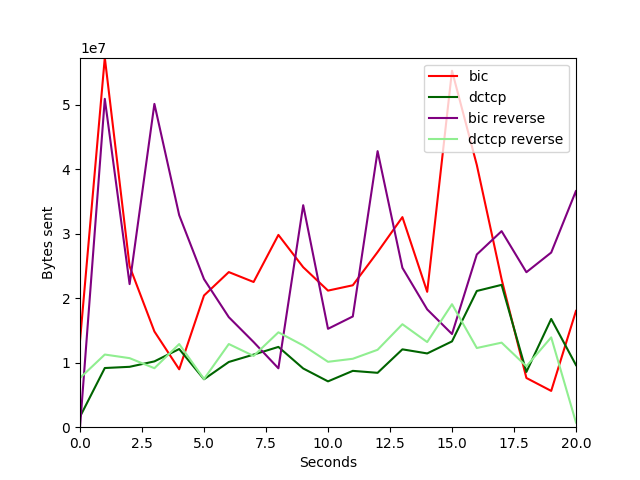 1e7
bic
dctcp
bic reverse
dctcp reverse
Bytes sent
5
4
3
2
1
0
0.0 2.5 5.0 7.5 10.0 12.5 15.0 17.5 20.0
Seconds